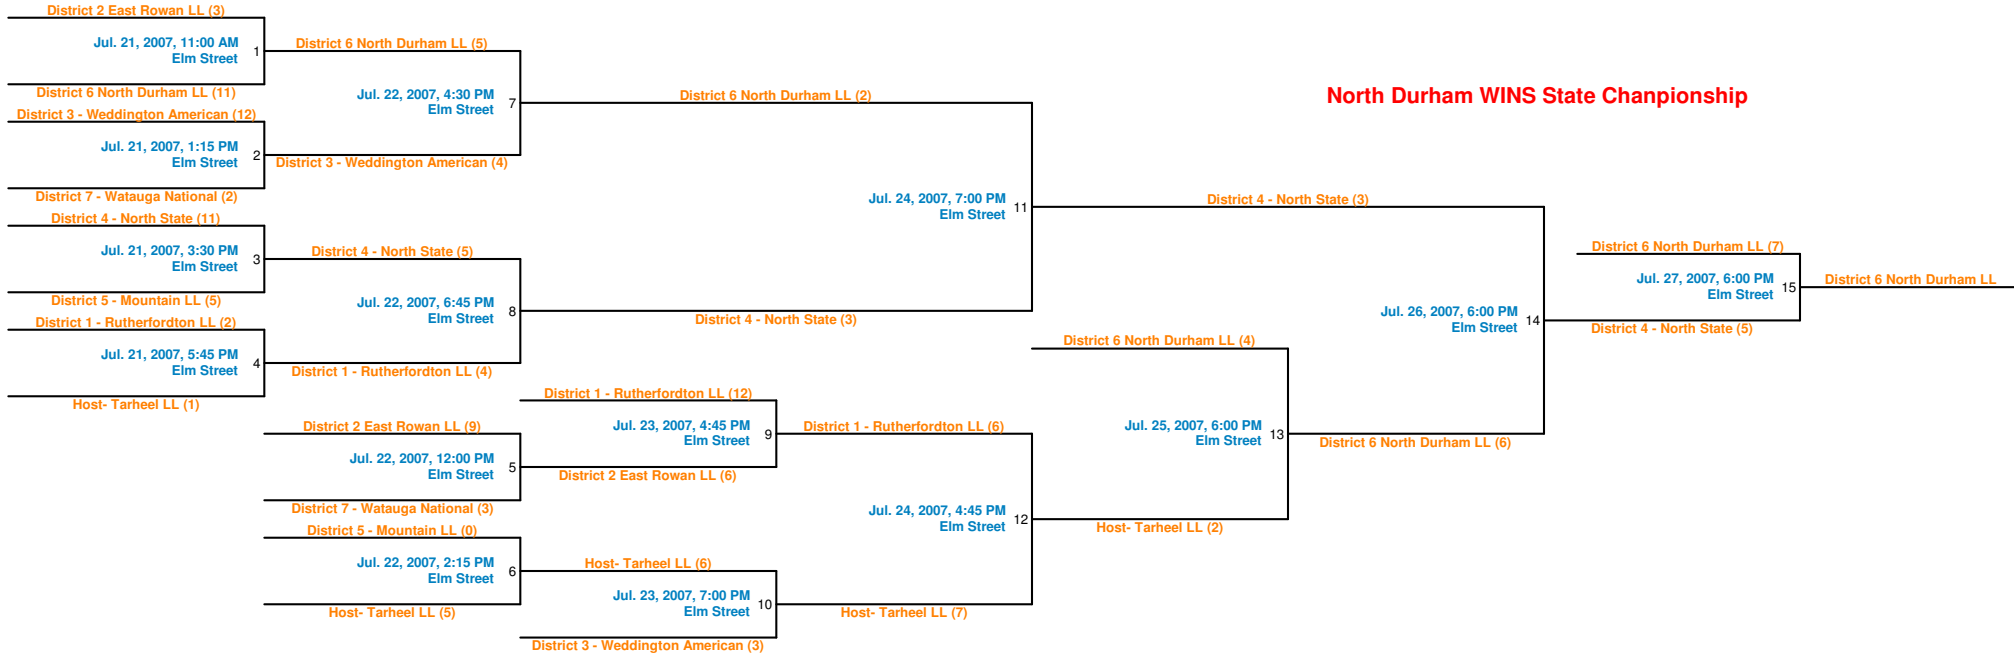 District 2 East Rowan LL (3)
Jul. 21, 2007, 11:00 AM
Elm Street
1
District 6 North Durham LL (11)
District 3 - Weddington American (12)
Jul. 21, 2007, 1:15 PM
Elm Street
2
District 7 - Watauga National (2)
District 4 - North State (11)
Jul. 21, 2007, 3:30 PM
Elm Street
3
District 5 - Mountain LL (5)
District 1 - Rutherfordton LL (2)
Jul. 21, 2007, 5:45 PM
Elm Street
4
Host- Tarheel LL (1)
District 6 North Durham LL (5)
Jul. 22, 2007, 4:30 PM
Elm Street
7
District 3 - Weddington American (4)
District 4 - North State (5)
Jul. 22, 2007, 6:45 PM
Elm Street
8
District 1 - Rutherfordton LL (4)
District 2 East Rowan LL (9)
Jul. 22, 2007, 12:00 PM
Elm Street
5
District 7 - Watauga National (3)
District 5 - Mountain LL (0)
Jul. 22, 2007, 2:15 PM
Elm Street
6
Host- Tarheel LL (5)
District 1 - Rutherfordton LL (12)
Jul. 23, 2007, 4:45 PM
Elm Street
9
District 2 East Rowan LL (6)
Host- Tarheel LL (6)
Jul. 23, 2007, 7:00 PM
Elm Street
10
District 3 - Weddington American (3)
District 6 North Durham LL (2)
Jul. 24, 2007, 7:00 PM
Elm Street
11
District 4 - North State (3)
District 1 - Rutherfordton LL (6)
Jul. 24, 2007, 4:45 PM
Elm Street
12
Host- Tarheel LL (7)
District 6 North Durham LL (4)
Jul. 25, 2007, 6:00 PM
Elm Street
13
Host- Tarheel LL (2)
North Durham WINS State Chanpionship
District 4 - North State (3)
Jul. 26, 2007, 6:00 PM
Elm Street
14
District 6 North Durham LL (6)
District 6 North Durham LL (7)
Jul. 27, 2007, 6:00 PM
Elm Street
15
District 4 - North State (5)
District 6 North Durham LL